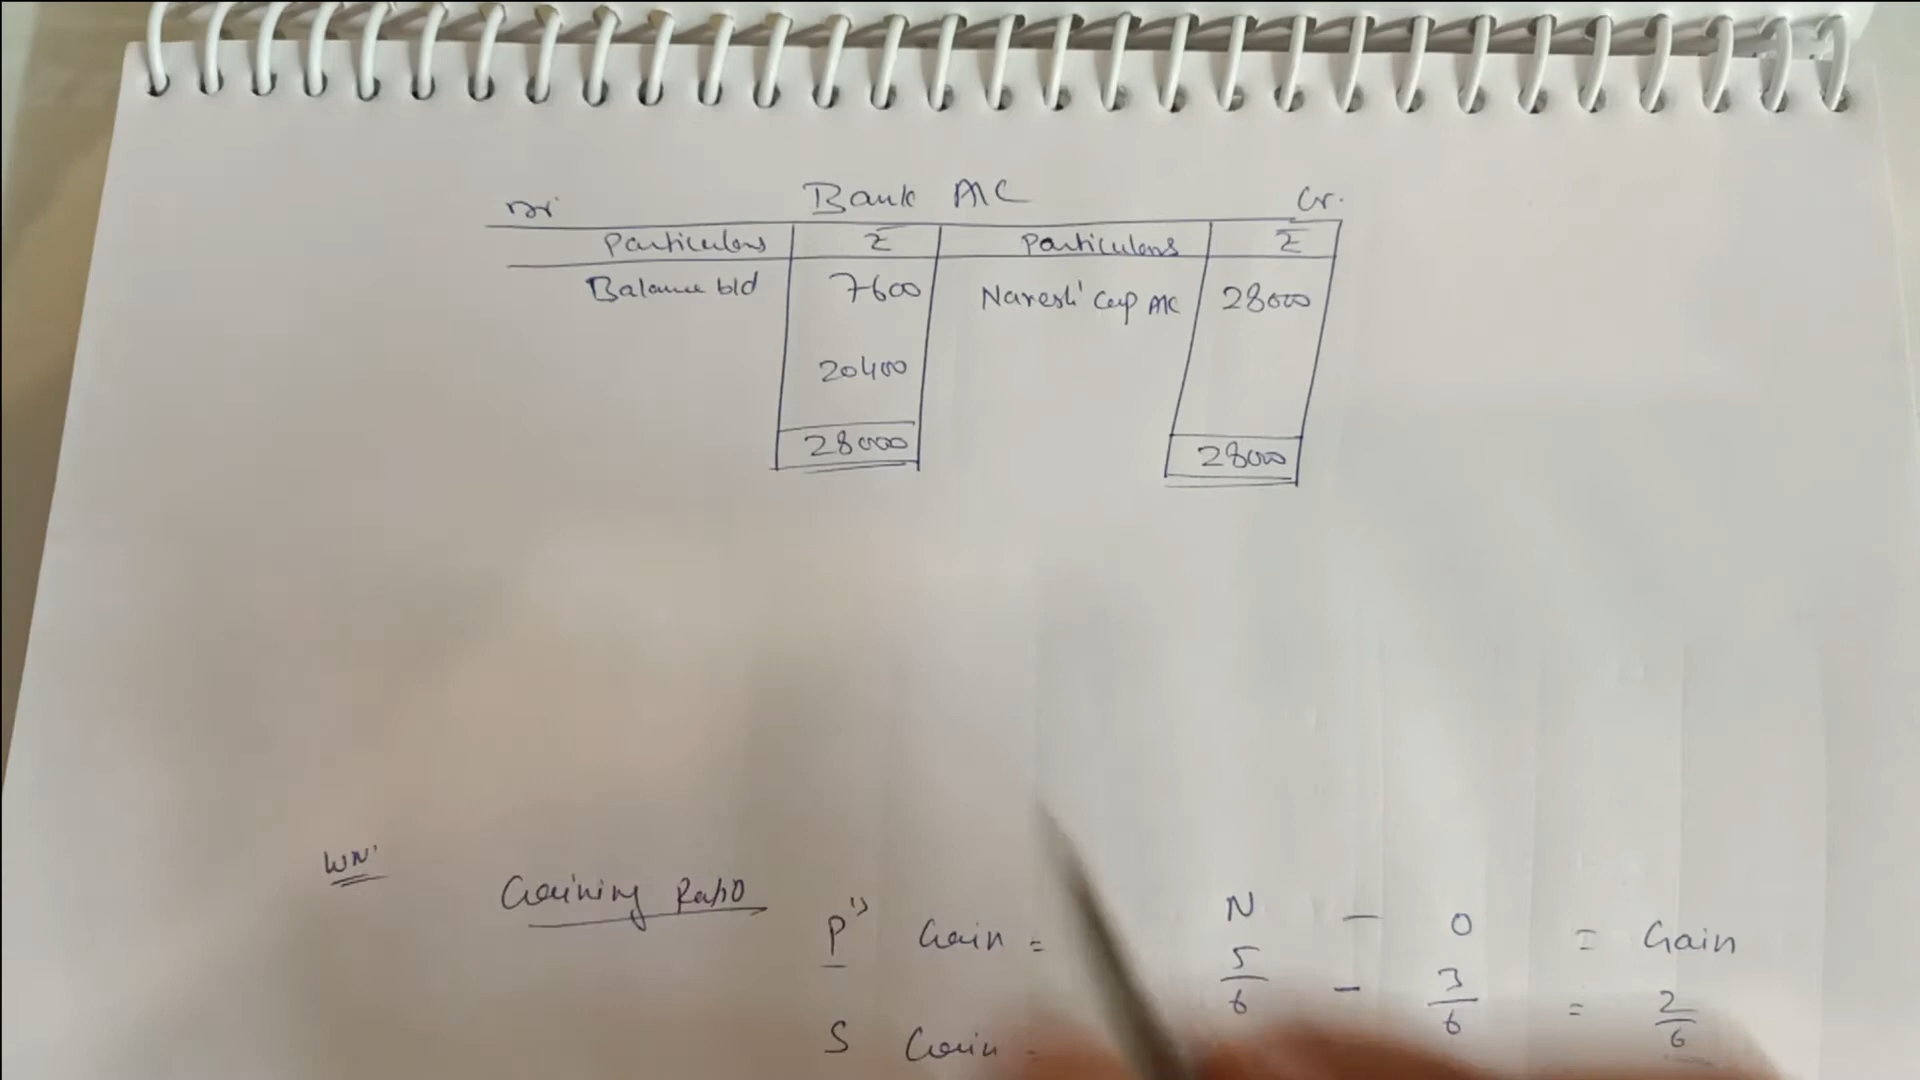 Dr Bank A/C Cr.
Particulars ₹ Particulars ₹
Balance b/d 7600 Naresh' Cap A/C 28000
20400
28000 28000
WN'
Gaining Ratio
P's Gain = N - O = Gain
5/6 - 3/6 = 2/6
S Gain =